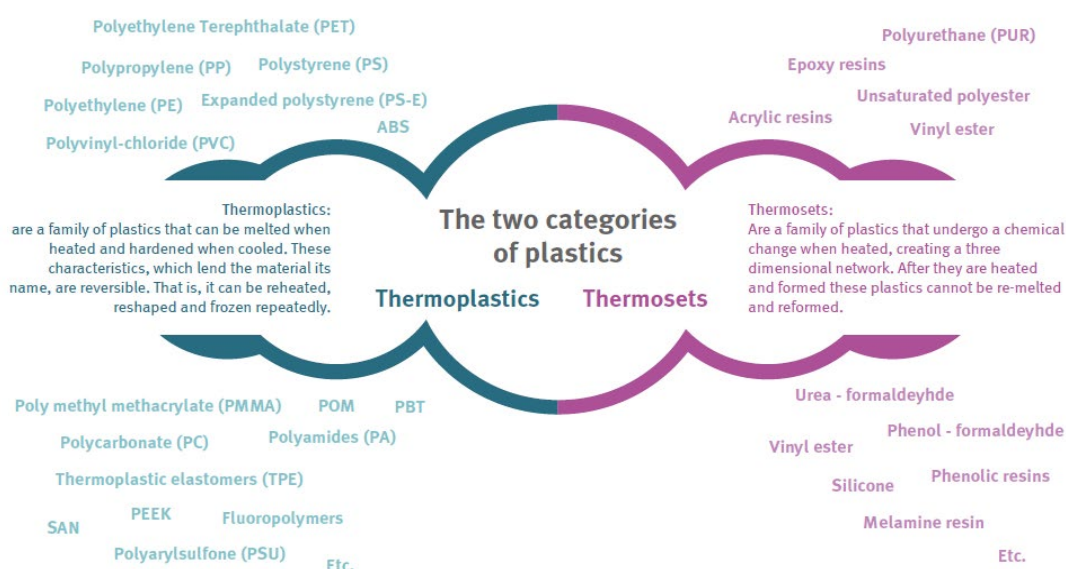 Polyethylene Terephthalate (PET)
Polypropylene (PP)
Polystyrene (PS)
Polyethylene (PE)
Expanded polystyrene (PS-E)
ABS
Polyvinyl-chloride (PVC)
Polyurethane (PUR)
Epoxy resins
Unsaturated polyester
Acrylic resins
Vinyl ester
The two categories
of plastics
Thermoplastics
Thermosets
Thermoplastics:
are a family of plastics that can be melted when
heated and hardened when cooled. These
characteristics, which lend the material its
name, are reversible. That is, it can be reheated,
reshaped and frozen repeatedly.
Thermosets:
Are a family of plastics that undergo a chemical
change when heated, creating a three
dimensional network. After they are heated
and formed these plastics cannot be re-melted
and reformed.
Poly methyl methacrylate (PMMA)
POM
PBT
Polycarbonate (PC)
Polyamides (PA)
Thermoplastic elastomers (TPE)
SAN
PEEK
Fluoropolymers
Polyarylsulfone (PSU)
Etc.
Urea - formaldeyhde
Vinyl ester
Phenol - formaldeyhde
Silicone
Phenolic resins
Melamine resin
Etc.